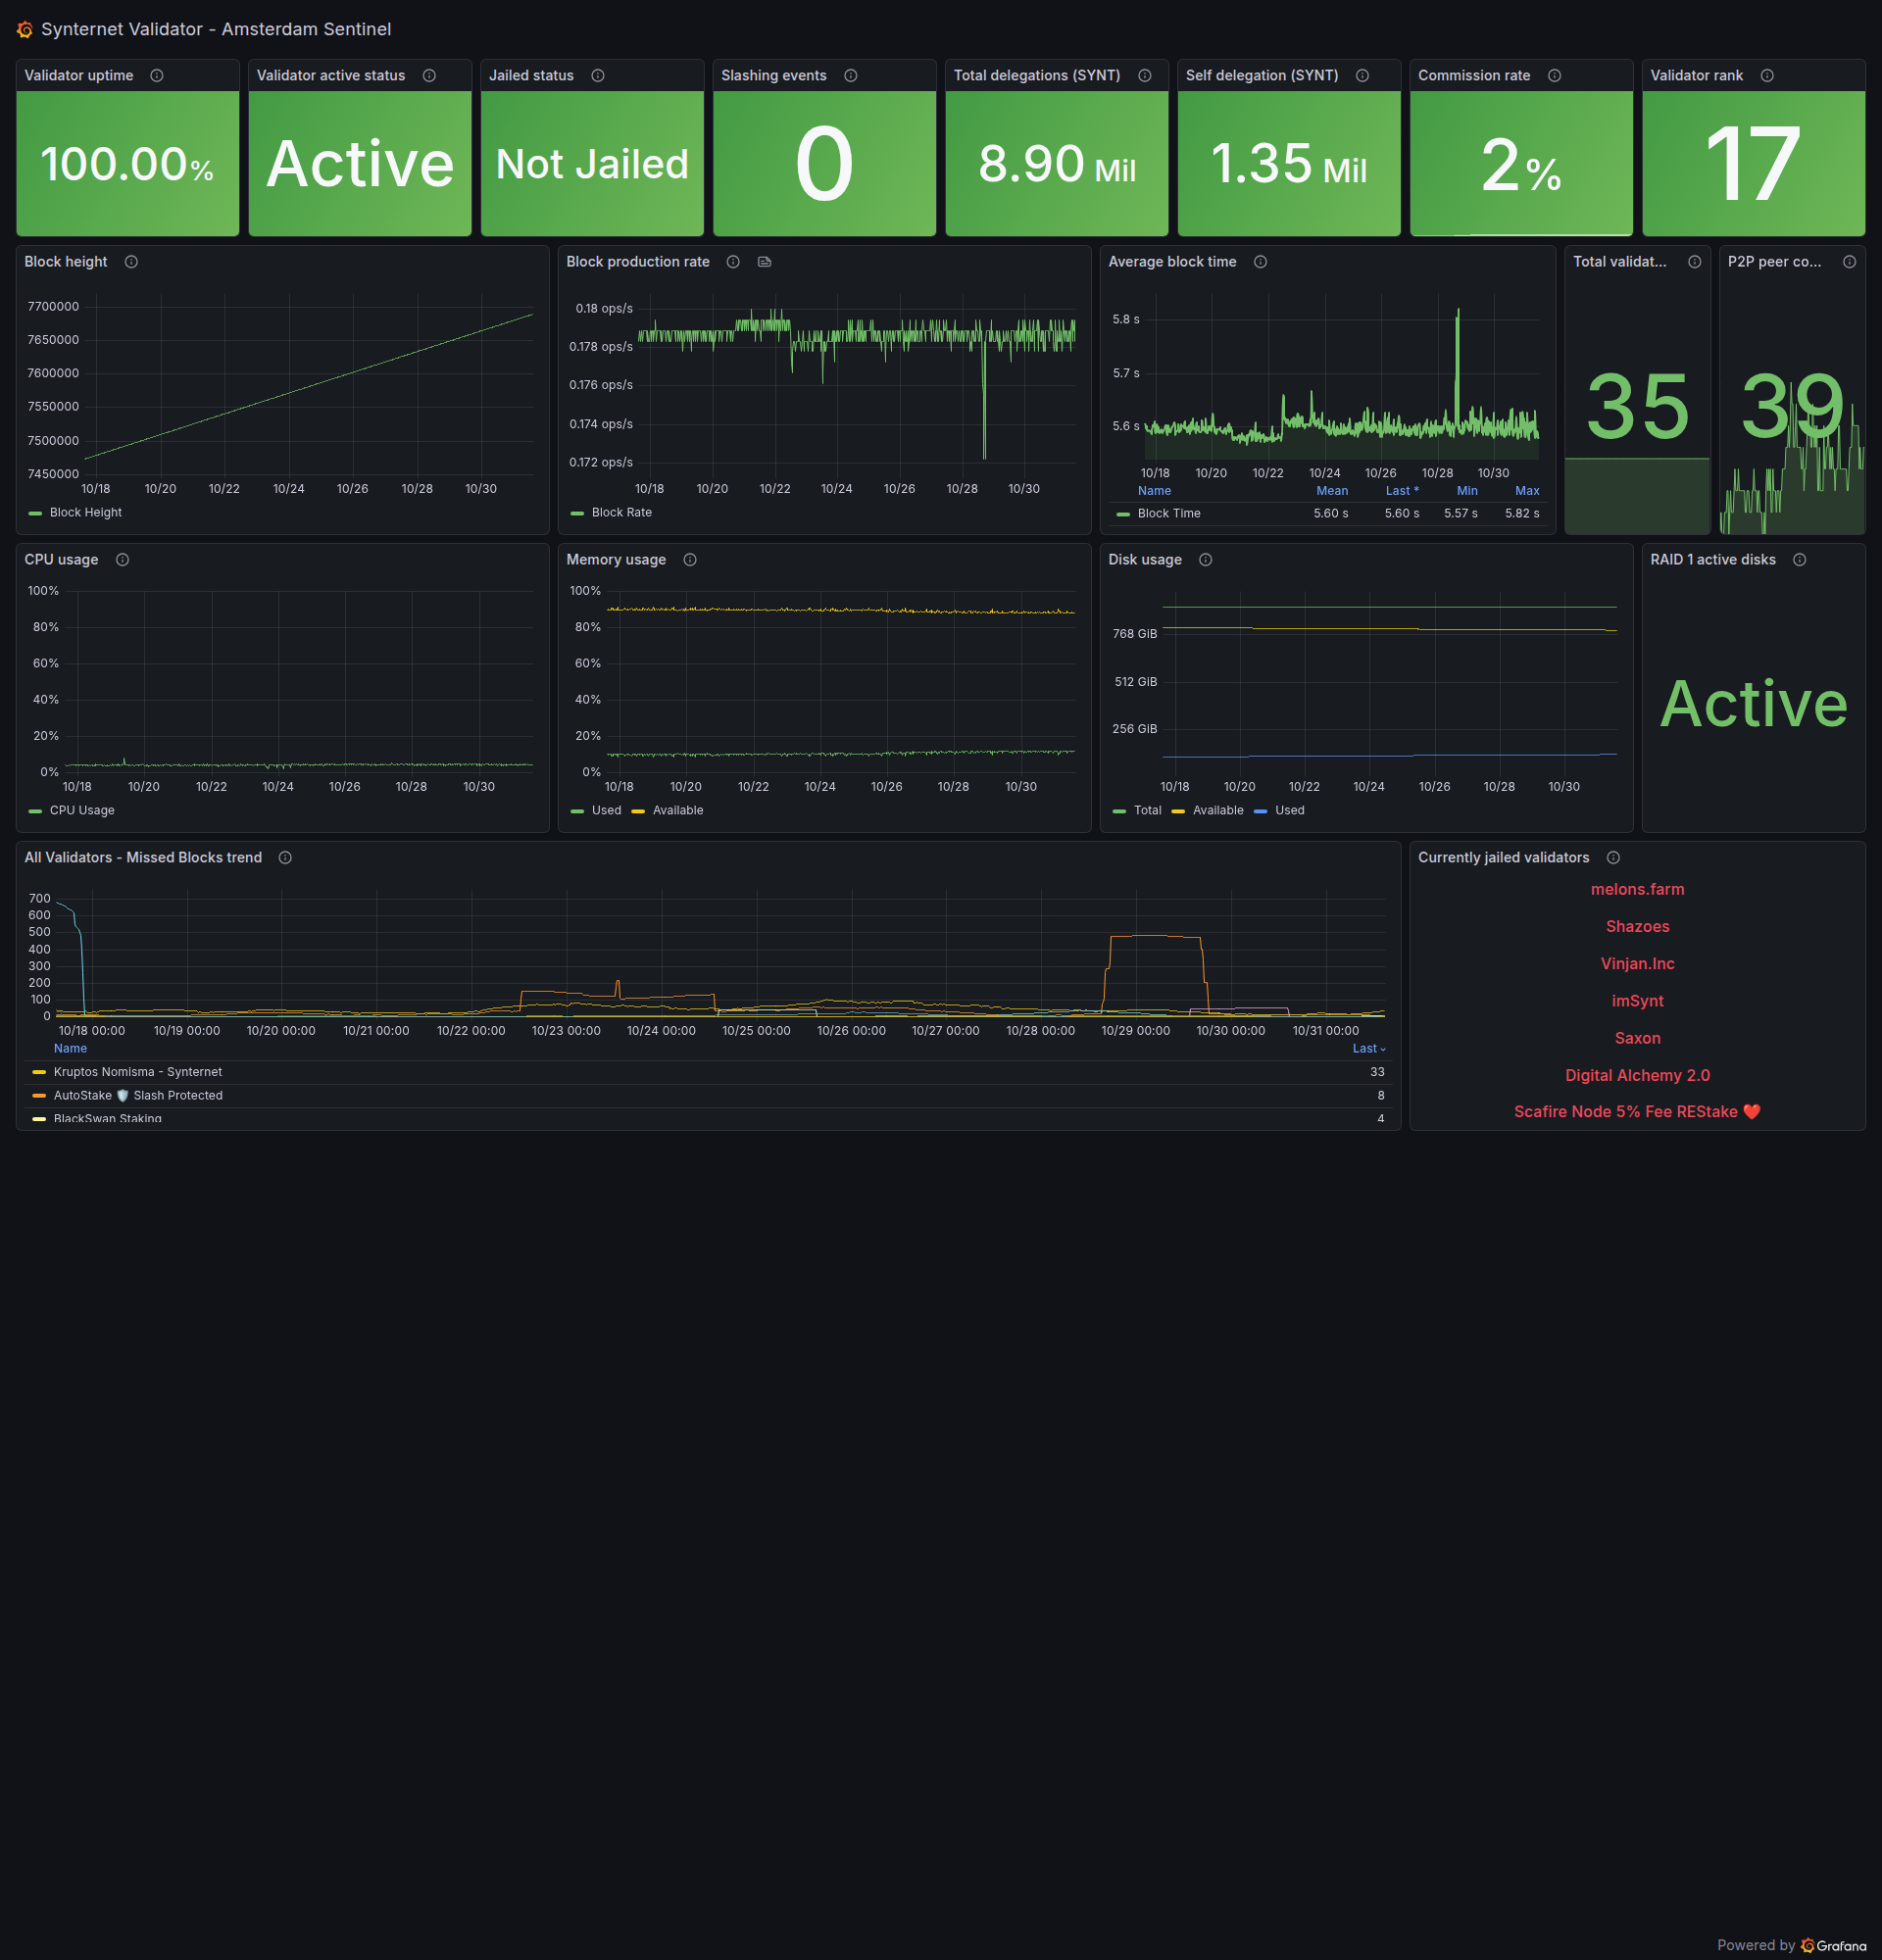 Synternet Validator - Amsterdam Sentinel
Validator uptime
100.00%
Validator active status
Active
Jailed status
Not Jailed
Slashing events
0
Total delegations (SYNT)
8.90 Mil
Self delegation (SYNT)
1.35 Mil
Commission rate
2%
Validator rank
17
Block height
7700000
7650000
7600000
7550000
7500000
7450000
10/18 10/20 10/22 10/24 10/26 10/28 10/30
Block Height
Block production rate
0.18 ops/s
0.178 ops/s
0.176 ops/s
0.174 ops/s
0.172 ops/s
10/18 10/20 10/22 10/24 10/26 10/28 10/30
Block Rate
Average block time
5.8 s
5.7 s
5.6 s
10/18 10/20 10/22 10/24 10/26 10/28 10/30
Name Mean Last * Min Max
Block Time 5.60 s 5.60 s 5.57 s 5.82 s
Total validat...
35
P2P peer co...
39
CPU usage
100%
80%
60%
40%
20%
0%
10/18 10/20 10/22 10/24 10/26 10/28 10/30
CPU Usage
Memory usage
100%
80%
60%
40%
20%
0%
10/18 10/20 10/22 10/24 10/26 10/28 10/30
Used Available
Disk usage
768 GiB
512 GiB
256 GiB
10/18 10/20 10/22 10/24 10/26 10/28 10/30
Total Available Used
RAID 1 active disks
Active
All Validators - Missed Blocks trend
700
600
500
400
300
200
100
0
10/18 00:00 10/19 00:00 10/20 00:00 10/21 00:00 10/22 00:00 10/23 00:00 10/24 00:00 10/25 00:00 10/26 00:00 10/27 00:00 10/28 00:00 10/29 00:00 10/30 00:00 10/31 00:00
Name Last
Kruptos Nomisma - Synternet 33
AutoStake 🛡️ Slash Protected 8
BlackSwan Staking 4
Currently jailed validators
melons.farm
Shazoes
Vinjan.Inc
imSynt
Saxon
Digital Alchemy 2.0
Scafire Node 5% Fee REStake ❤️
Powered by Grafana